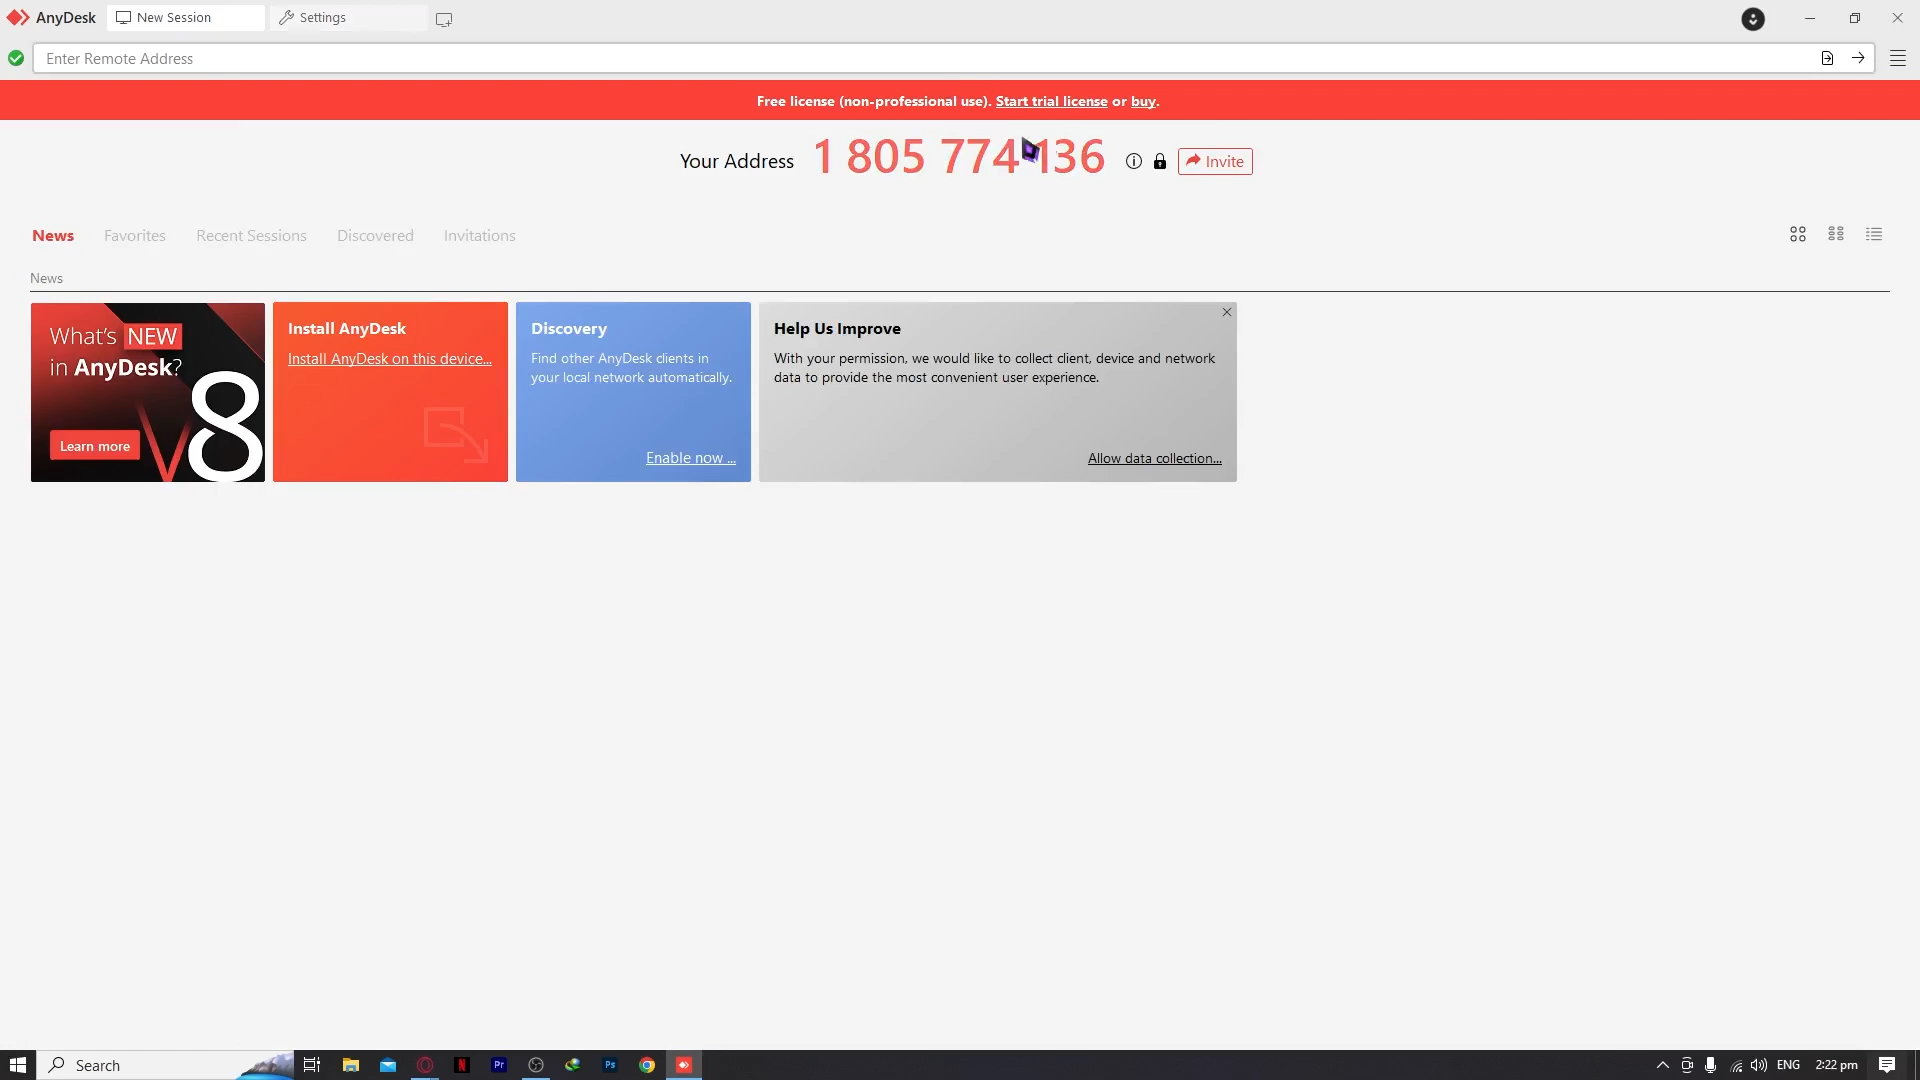 AnyDesk New Session Settings
Enter Remote Address
Free license (non-professional use). Start trial license or buy.
Your Address 1 805 774 136 Invite
News Favorites Recent Sessions Discovered Invitations
News
What's NEW
in AnyDesk?
V8
Learn more
Install AnyDesk
Install AnyDesk on this device...
Discovery
Find other AnyDesk clients in
your local network automatically.
Enable now ...
Help Us Improve
With your permission, we would like to collect client, device and network
data to provide the most convenient user experience.
Allow data collection...
Search N Pr Ps ENG 2:22 pm